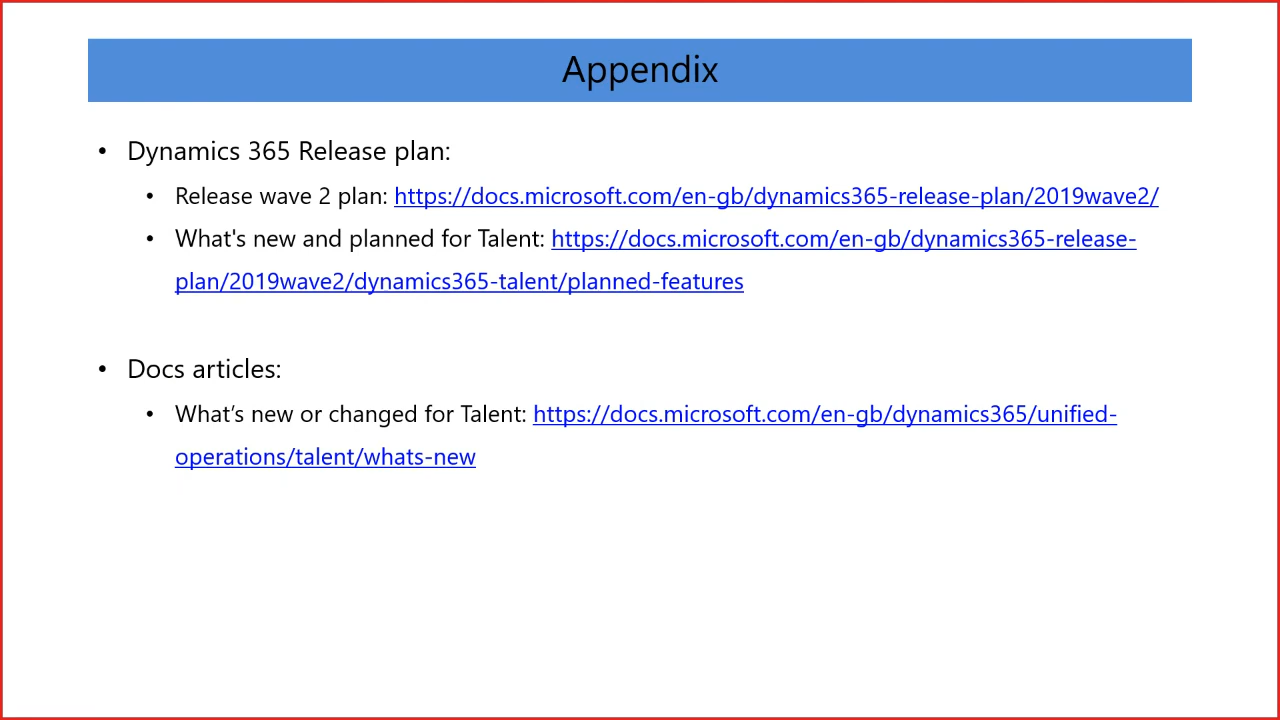 Appendix
• Dynamics 365 Release plan:
• Release wave 2 plan: https://docs.microsoft.com/en-gb/dynamics365-release-plan/2019wave2/
• What's new and planned for Talent: https://docs.microsoft.com/en-gb/dynamics365-release-
plan/2019wave2/dynamics365-talent/planned-features
• Docs articles:
• What’s new or changed for Talent: https://docs.microsoft.com/en-gb/dynamics365/unified-
operations/talent/whats-new